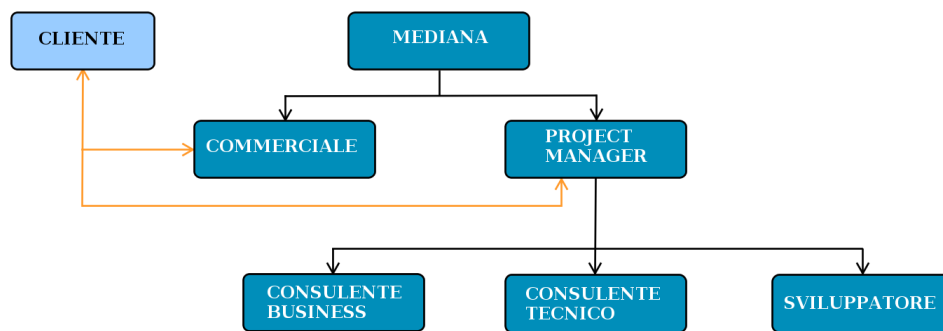 CLIENTE
MEDIANA
COMMERCIALE
PROJECT
MANAGER
CONSULENTE
BUSINESS
CONSULENTE
TECNICO
SVILUPPATORE